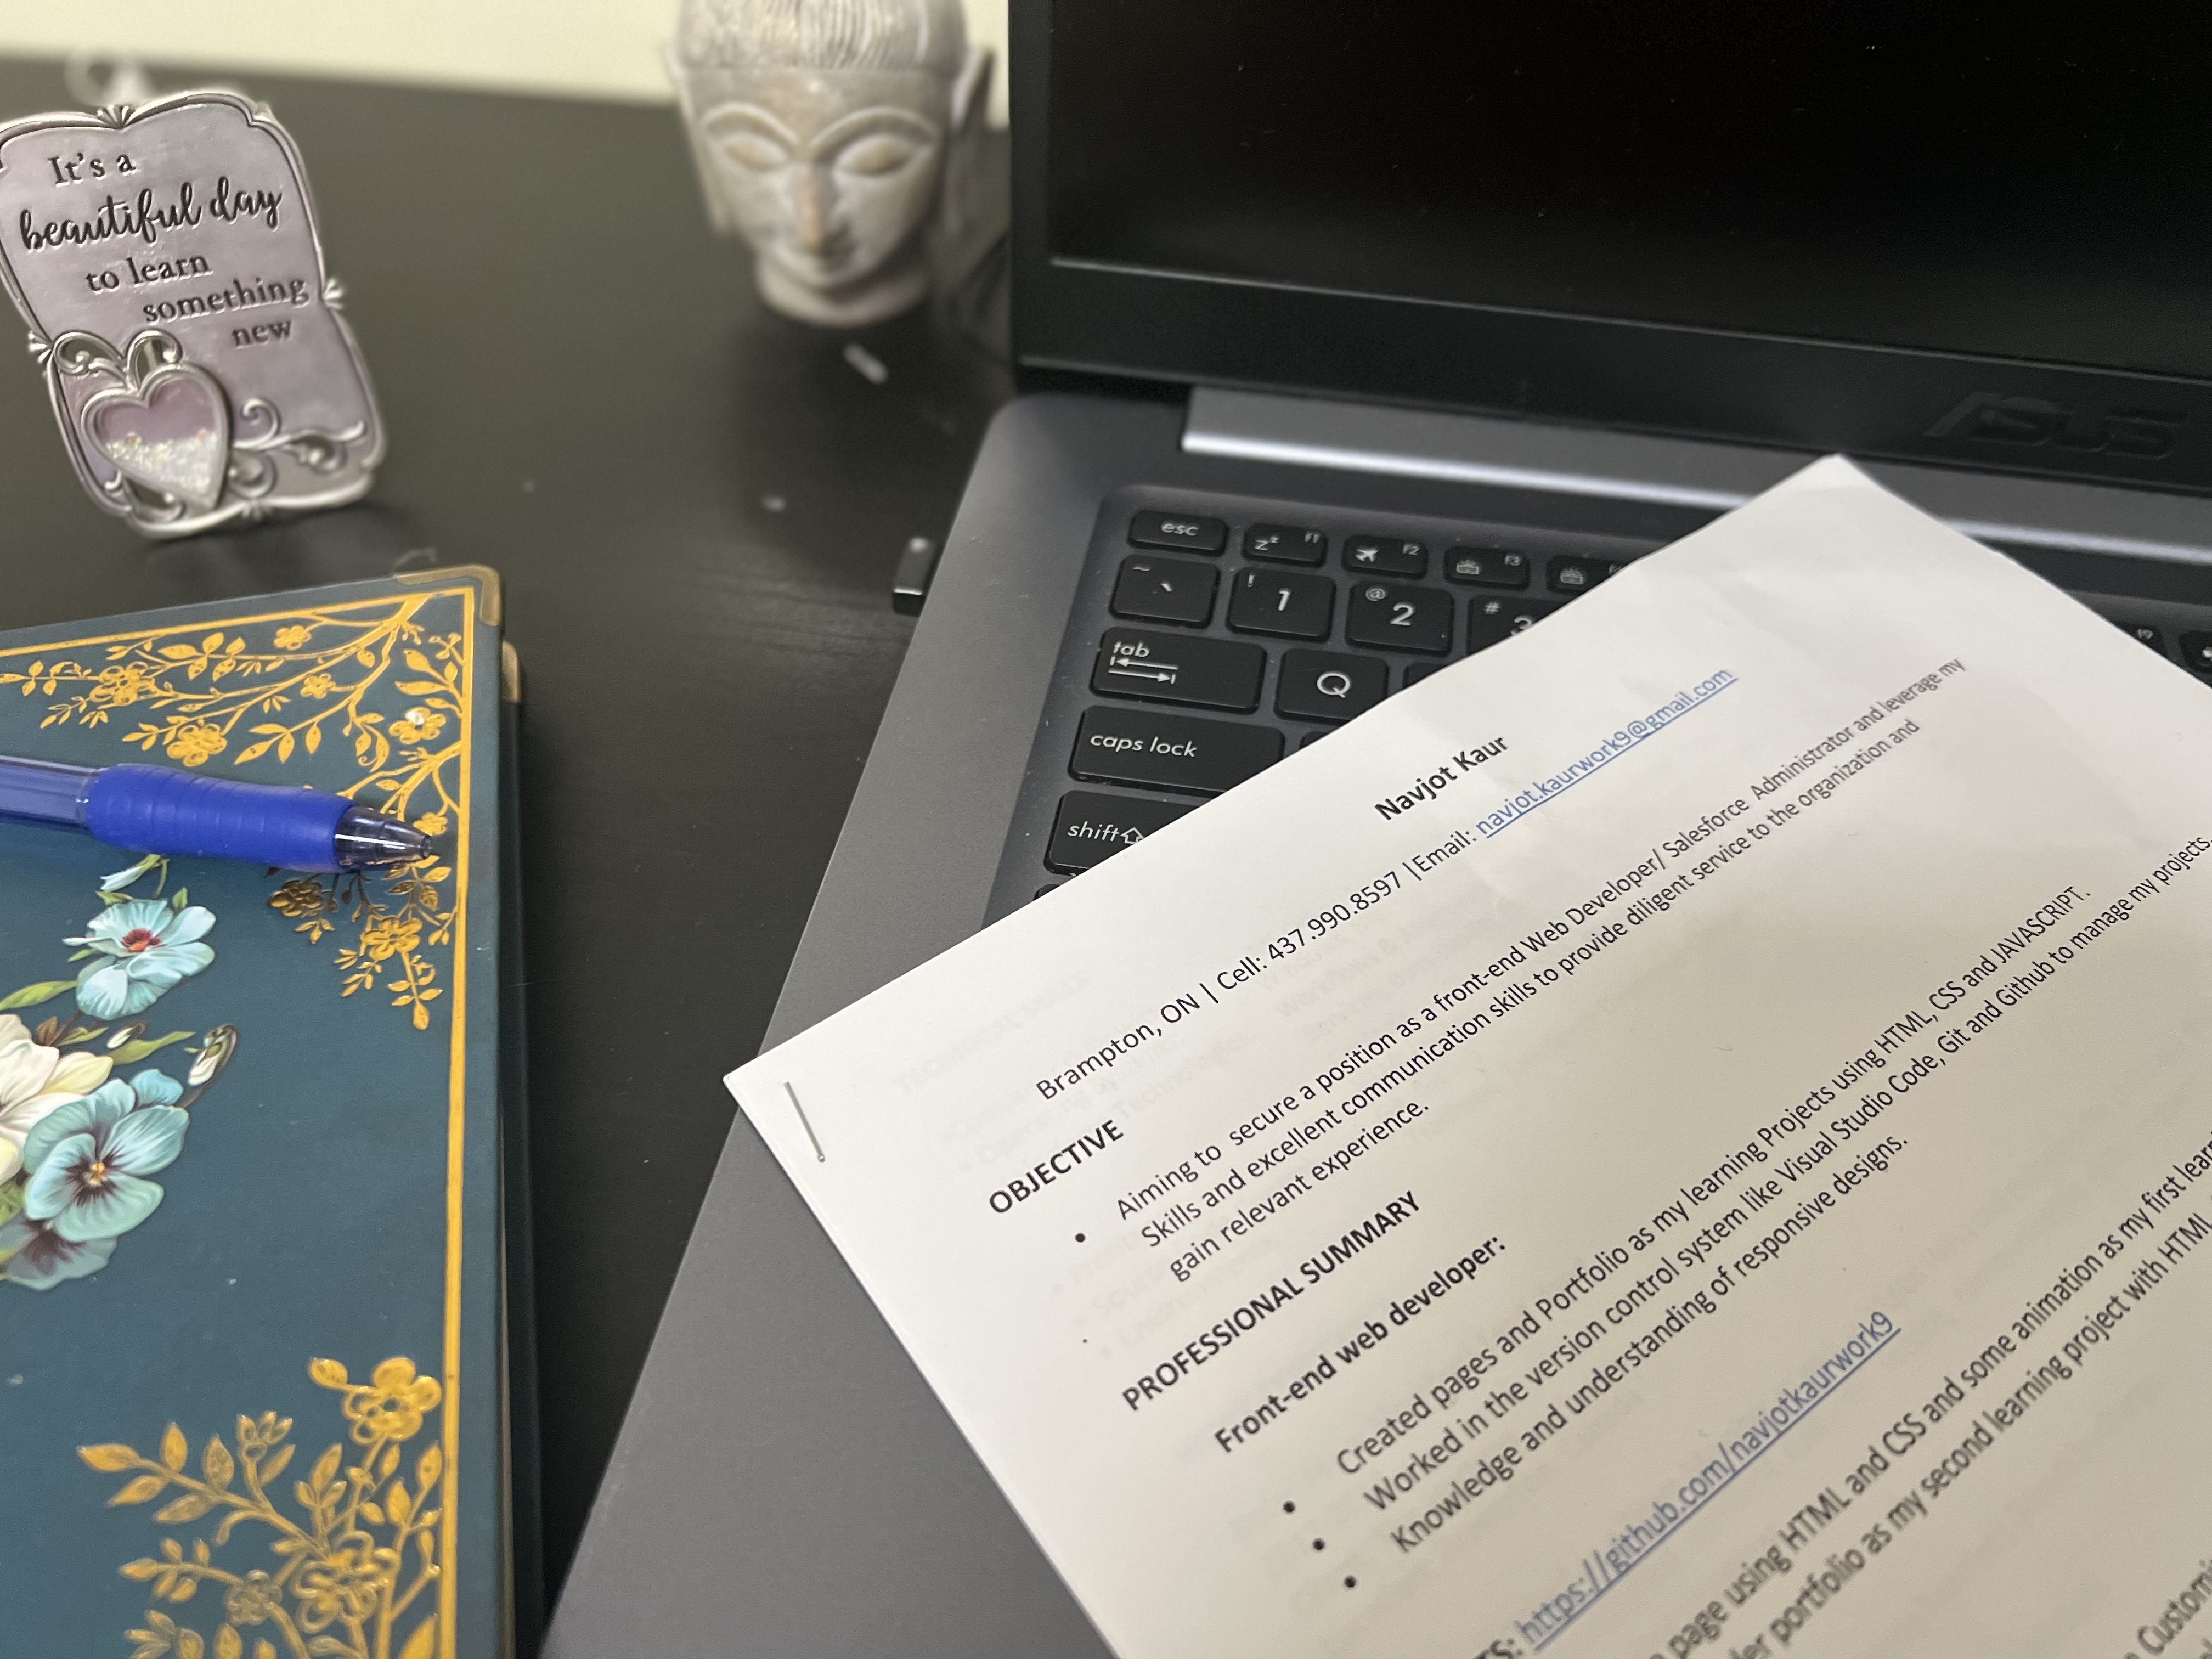 It's a
beautiful day
to learn
something
new
ASUS
esc
f1
f2
f3
~
`
!
1
@
2
#
3
f9
tab
Q
caps lock
shift
Navjot Kaur
Brampton, ON | Cell: 437.990.8597 |Email: navjot.kaurwork9@gmail.com
OBJECTIVE
• Aiming to secure a position as a front-end Web Developer/ Salesforce Administrator and leverage my
Skills and excellent communication skills to provide diligent service to the organization and
gain relevant experience.
PROFESSIONAL SUMMARY
Front-end web developer:
• Created pages and Portfolio as my learning Projects using HTML, CSS and JAVASCRIPT.
• Worked in the version control system like Visual Studio Code, Git and Github to manage my projects.
• Knowledge and understanding of responsive designs.
https://github.com/navjotkaurwork9
page using HTML and CSS and some animation as my first
portfolio as my second learning project with HTML